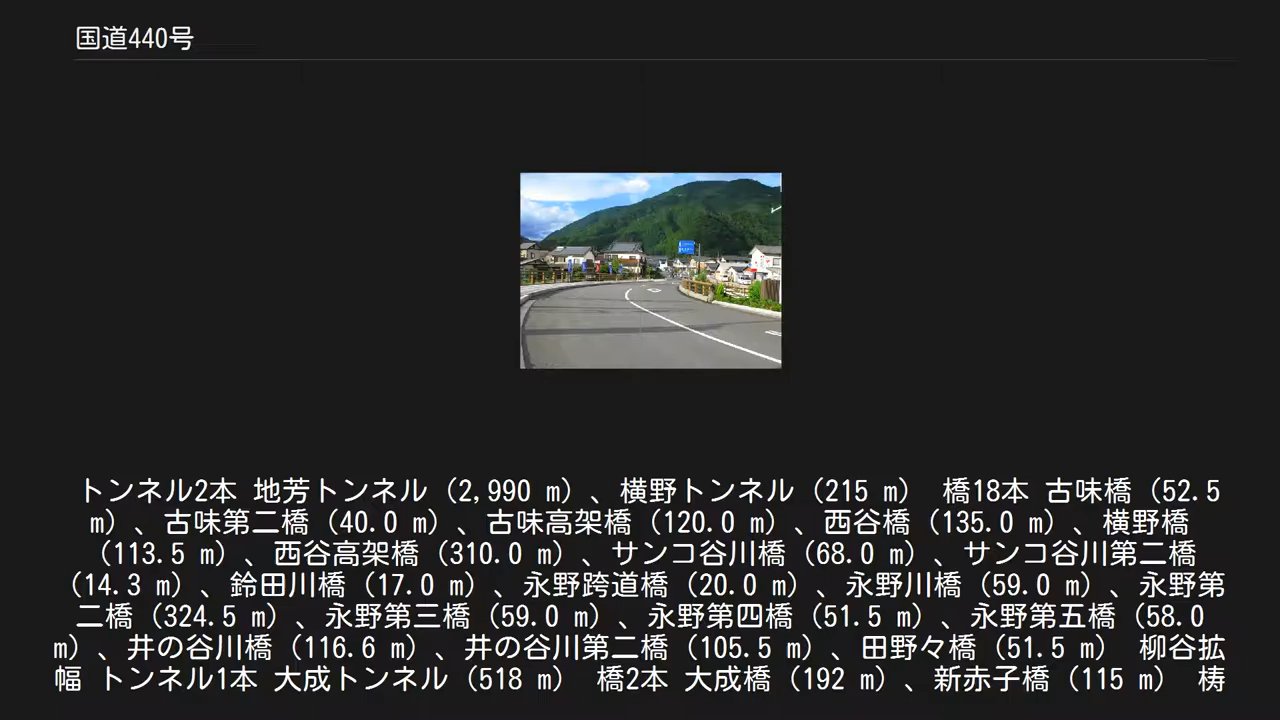 国道440号
トンネル2本 地芳トンネル（2,990 m）、横野トンネル（215 m） 橋18本 古味橋（52.5
m）、古味第二橋（40.0 m）、古味高架橋（120.0 m）、西谷橋（135.0 m）、横野橋
（113.5 m）、西谷高架橋（310.0 m）、サンコ谷川橋（68.0 m）、サンコ谷川第二橋
（14.3 m）、鈴田川橋（17.0 m）、永野跨道橋（20.0 m）、永野川橋（59.0 m）、永野第
二橋（324.5 m）、永野第三橋（59.0 m）、永野第四橋（51.5 m）、永野第五橋（58.0
m）、井の谷川橋（116.6 m）、井の谷川第二橋（105.5 m）、田野々橋（51.5 m） 柳谷拡
幅 トンネル1本 大成トンネル（518 m） 橋2本 大成橋（192 m）、新赤子橋（115 m） 梼